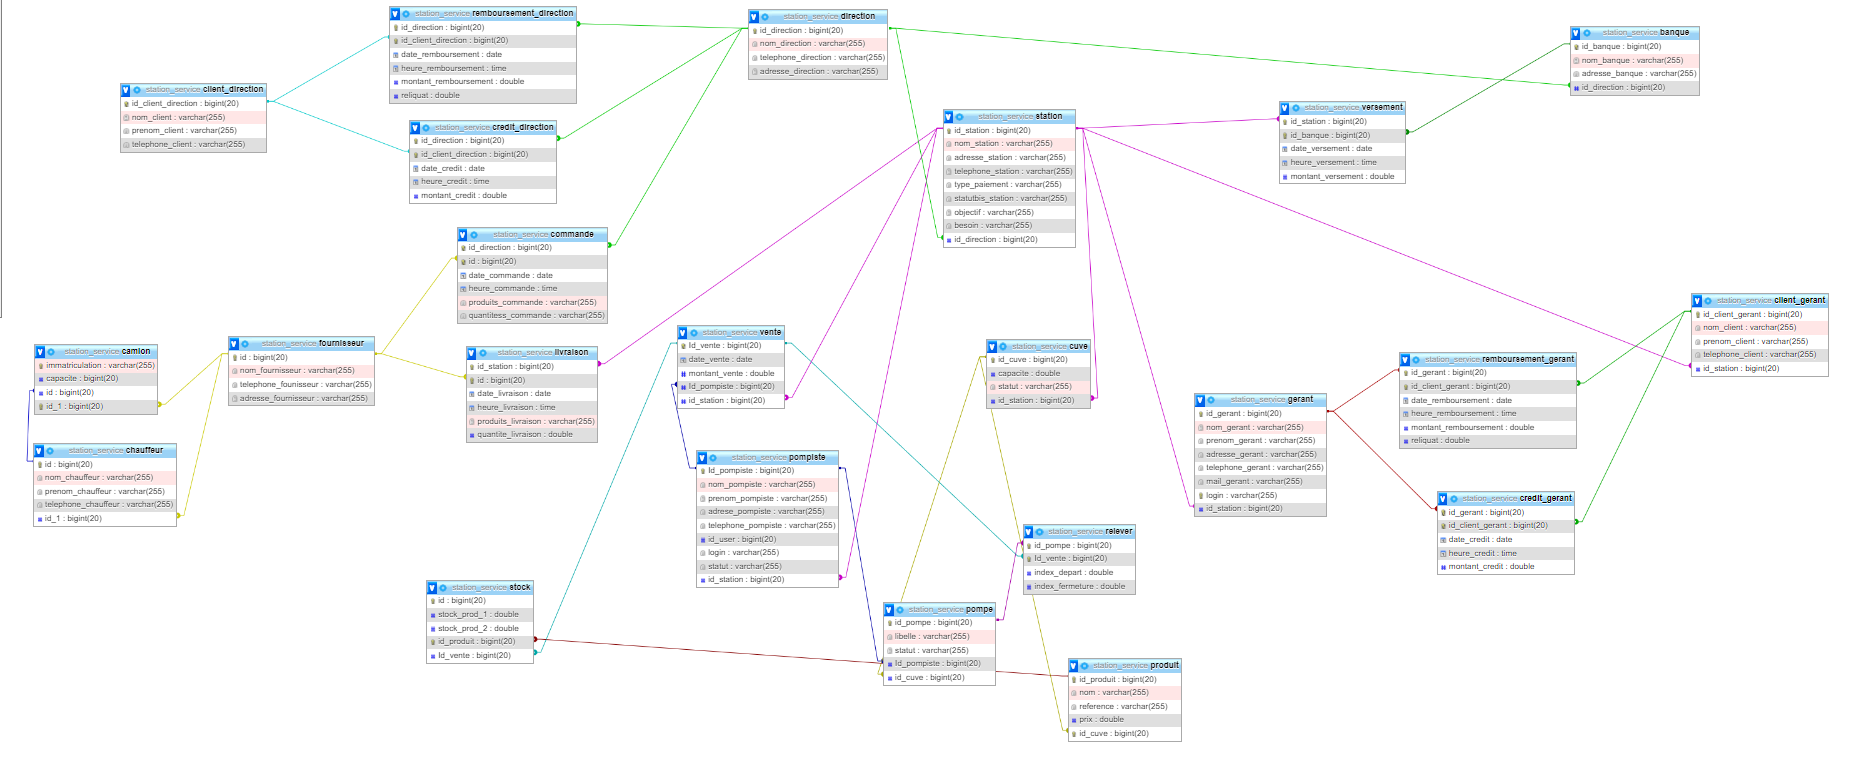 station_service remboursement_direction
id_direction : bigint(20)
id_client_direction : bigint(20)
date_remboursement : date
heure_remboursement : time
montant_remboursement : double
reliquat : double
station_service direction
id_direction : bigint(20)
nom_direction : varchar(255)
telephone_direction : varchar(255)
adresse_direction : varchar(255)
station_service banque
id_banque : bigint(20)
nom_banque : varchar(255)
adresse_banque : varchar(255)
id_direction : bigint(20)
station_service client_direction
id_client_direction : bigint(20)
nom_client : varchar(255)
prenom_client : varchar(255)
telephone_client : varchar(255)
station_service credit_direction
id_direction : bigint(20)
id_client_direction : bigint(20)
date_credit : date
heure_credit : time
montant_credit : double
station_service station
id_station : bigint(20)
nom_station : varchar(255)
adresse_station : varchar(255)
telephone_station : varchar(255)
type_paiement : varchar(255)
statutbis_station : varchar(255)
objectif : varchar(255)
besoin : varchar(255)
id_direction : bigint(20)
station_service versement
id_station : bigint(20)
id_banque : bigint(20)
date_versement : date
heure_versement : time
montant_versement : double
station_service commande
id_direction : bigint(20)
id : bigint(20)
date_commande : date
heure_commande : time
produits_commande : varchar(255)
quantitess_commande : varchar(255)
station_service client_gerant
id_client_gerant : bigint(20)
nom_client : varchar(255)
prenom_client : varchar(255)
telephone_client : varchar(255)
id_station : bigint(20)
station_service camion
immatriculation : varchar(255)
capacite : bigint(20)
id : bigint(20)
id_1 : bigint(20)
station_service fournisseur
id : bigint(20)
nom_fournisseur : varchar(255)
telephone_fournisseur : varchar(255)
adresse_fournisseur : varchar(255)
station_service livraison
id_station : bigint(20)
id : bigint(20)
date_livraison : date
heure_livraison : time
produits_livraison : varchar(255)
quantite_livraison : double
station_service vente
Id_vente : bigint(20)
date_vente : date
montant_vente : double
Id_pompiste : bigint(20)
id_station : bigint(20)
station_service cuve
id_cuve : bigint(20)
capacite : double
statut : varchar(255)
id_station : bigint(20)
station_service remboursement_gerant
id_gerant : bigint(20)
id_client_gerant : bigint(20)
date_remboursement : date
heure_remboursement : time
montant_remboursement : double
reliquat : double
station_service gerant
id_gerant : bigint(20)
nom_gerant : varchar(255)
prenom_gerant : varchar(255)
adresse_gerant : varchar(255)
telephone_gerant : varchar(255)
mail_gerant : varchar(255)
login : varchar(255)
id_station : bigint(20)
station_service chauffeur
id : bigint(20)
nom_chauffeur : varchar(255)
prenom_chauffeur : varchar(255)
telephone_chauffeur : varchar(255)
id_1 : bigint(20)
station_service pompiste
Id_pompiste : bigint(20)
nom_pompiste : varchar(255)
prenom_pompiste : varchar(255)
adrese_pompiste : varchar(255)
telephone_pompiste : varchar(255)
id_user : bigint(20)
login : varchar(255)
statut : varchar(255)
id_station : bigint(20)
station_service credit_gerant
id_gerant : bigint(20)
id_client_gerant : bigint(20)
date_credit : date
heure_credit : time
montant_credit : double
station_service relever
id_pompe : bigint(20)
Id_vente : bigint(20)
index_depart : double
index_fermeture : double
station_service stock
id : bigint(20)
stock_prod_1 : double
stock_prod_2 : double
id_produit : bigint(20)
Id_vente : bigint(20)
station_service pompe
id_pompe : bigint(20)
libelle : varchar(255)
statut : varchar(255)
Id_pompiste : bigint(20)
id_cuve : bigint(20)
station_service produit
id_produit : bigint(20)
nom : varchar(255)
reference : varchar(255)
prix : double
id_cuve : bigint(20)